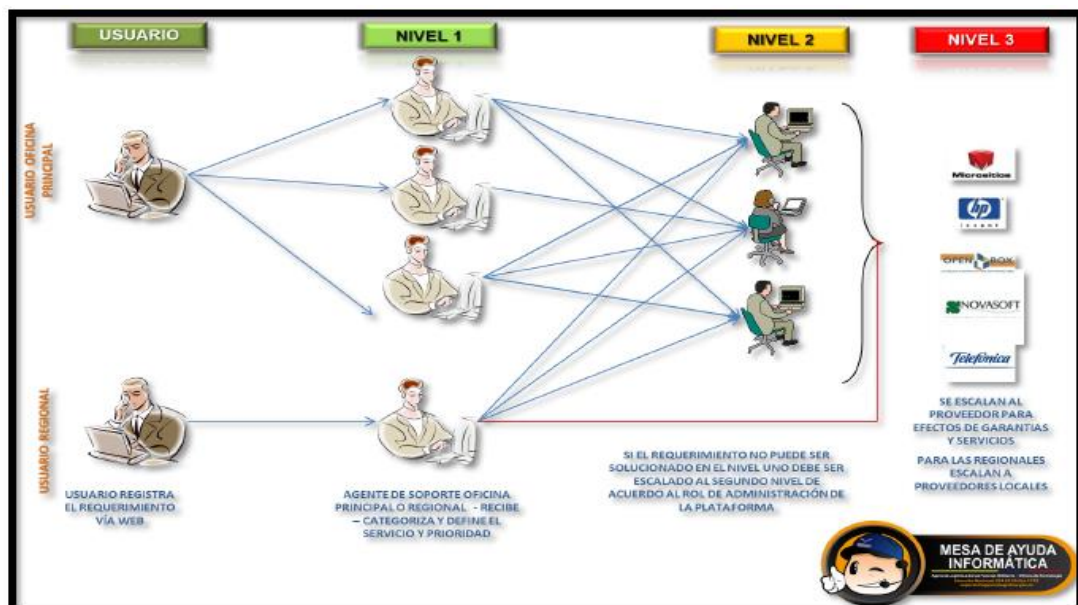 USUARIO
NIVEL 1
NIVEL 2
NIVEL 3
USUARIO OFICINA
PRINCIPAL
Micrositios
hp
invent
OPEN BOX
NOVASOFT
Telefónica
USUARIO REGIONAL
USUARIO REGISTRA
EL REQUERIMIENTO
VÍA WEB
AGENTE DE SOPORTE OFICINA
PRINCIPAL O REGIONAL - RECIBE
– CATEGORIZA Y DEFINE EL
SERVICIO Y PRIORIDAD
SI EL REQUERIMIENTO NO PUEDE SER
SOLUCIONADO EN EL NIVEL UNO DEBE SER
ESCALADO AL SEGUNDO NIVEL DE
ACUERDO AL ROL DE ADMINISTRACIÓN DE
LA PLATAFORMA
SE ESCALAN AL
PROVEEDOR PARA
EFECTOS DE GARANTIAS
Y SERVICIOS
PARA LAS REGIONALES
ESCALAN A
PROVEEDORES LOCALES
MESA DE AYUDA
INFORMÁTICA